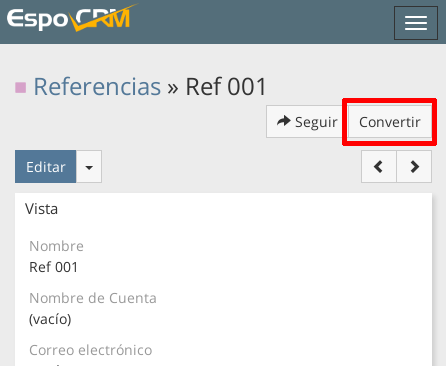 EspoCRM
Referencias » Ref 001
Seguir
Convertir
Editar
Vista
Nombre
Ref 001
Nombre de Cuenta
(vacío)
Correo electrónico